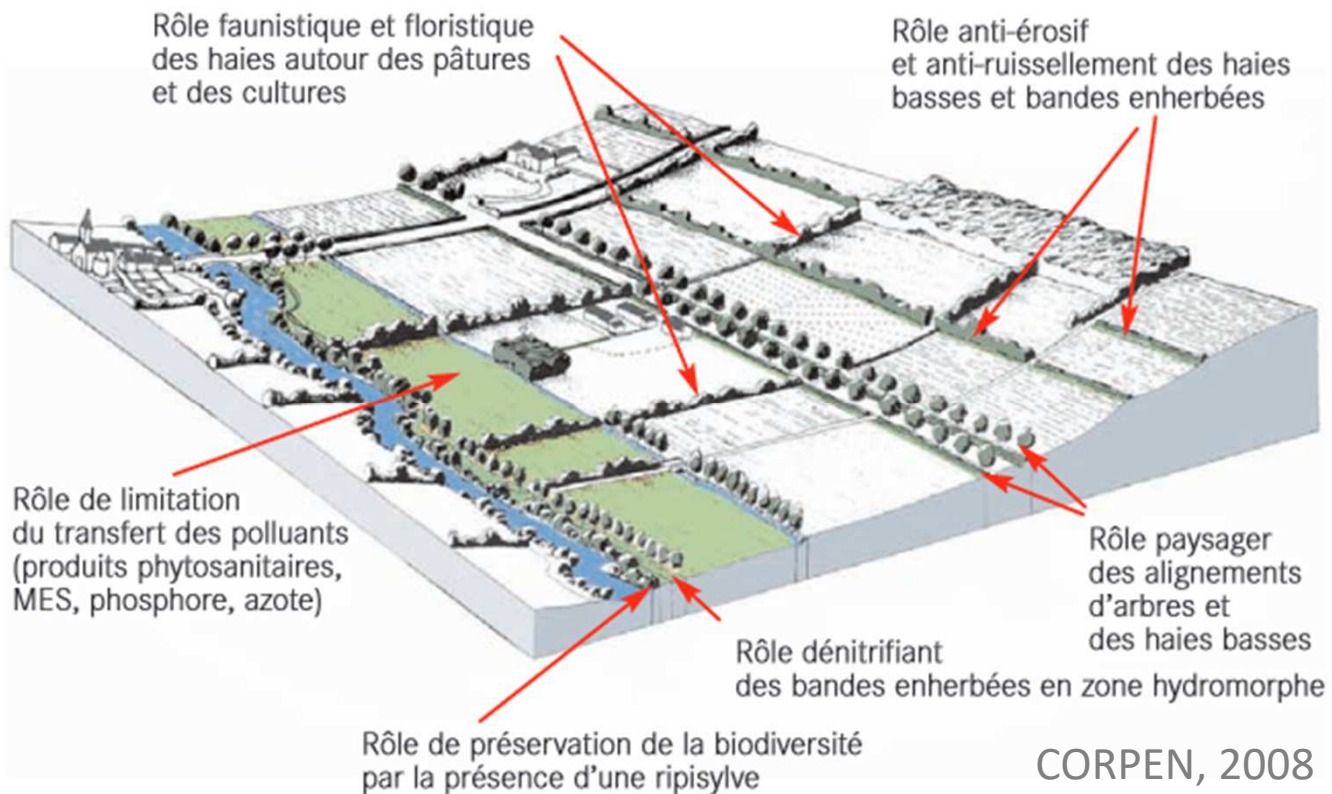 Rôle faunistique et floristique
des haies autour des pâtures
et des cultures
Rôle anti-érosif
et anti-ruissellement des haies
basses et bandes enherbées
Rôle de limitation
du transfert des polluants
(produits phytosanitaires,
MES, phosphore, azote)
Rôle paysager
des alignements
d'arbres et
des haies basses
Rôle dénitrifiant
des bandes enherbées en zone hydromorphe
Rôle de préservation de la biodiversité
par la présence d'une ripisylve
CORPEN, 2008